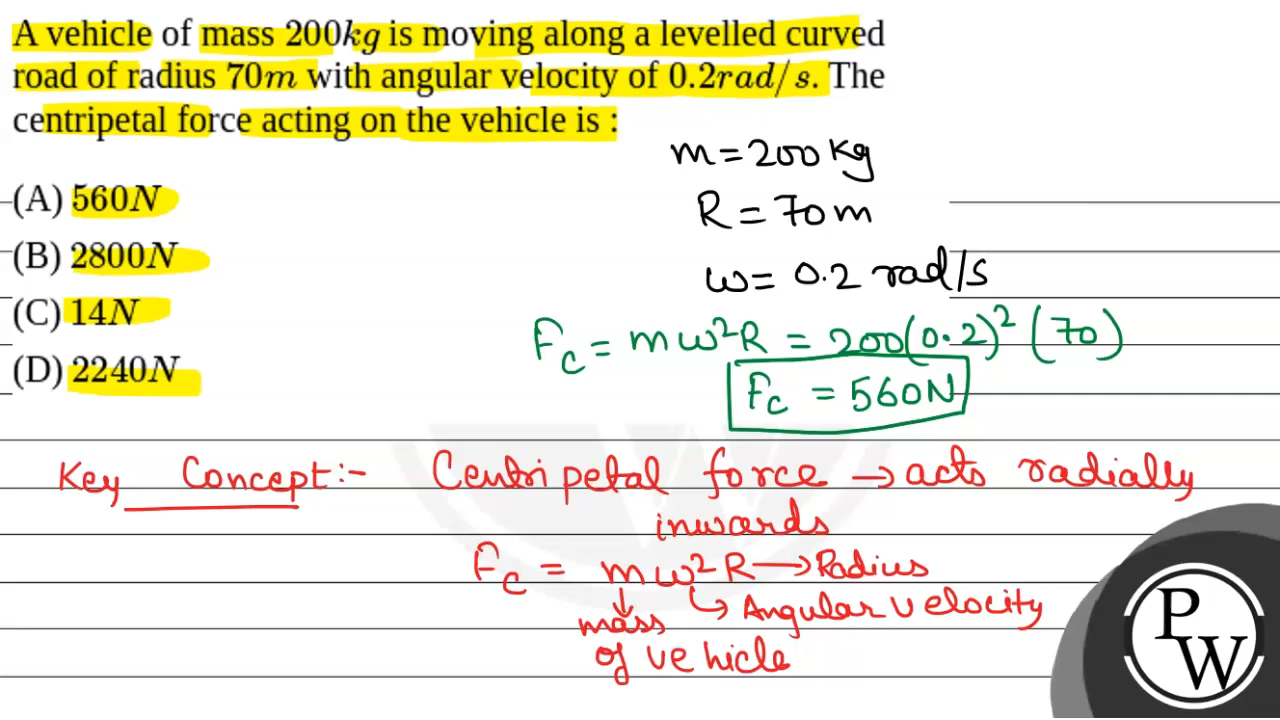 A vehicle of mass 200kg is moving along a levelled curved
road of radius 70m with angular velocity of 0.2rad/s. The
centripetal force acting on the vehicle is :
(A) 560N
(B) 2800N
(C) 14N
(D) 2240N
m = 200 kg
R = 70m
w = 0.2 rad/s
Fc = mw²R = 200(0.2)² (70)
Fc = 560N
Key Concept:- Centripetal force → acts radially
inwards
Fc = mw²R → Radius
↓ ↳ Angular velocity
mass
of vehicle
PW